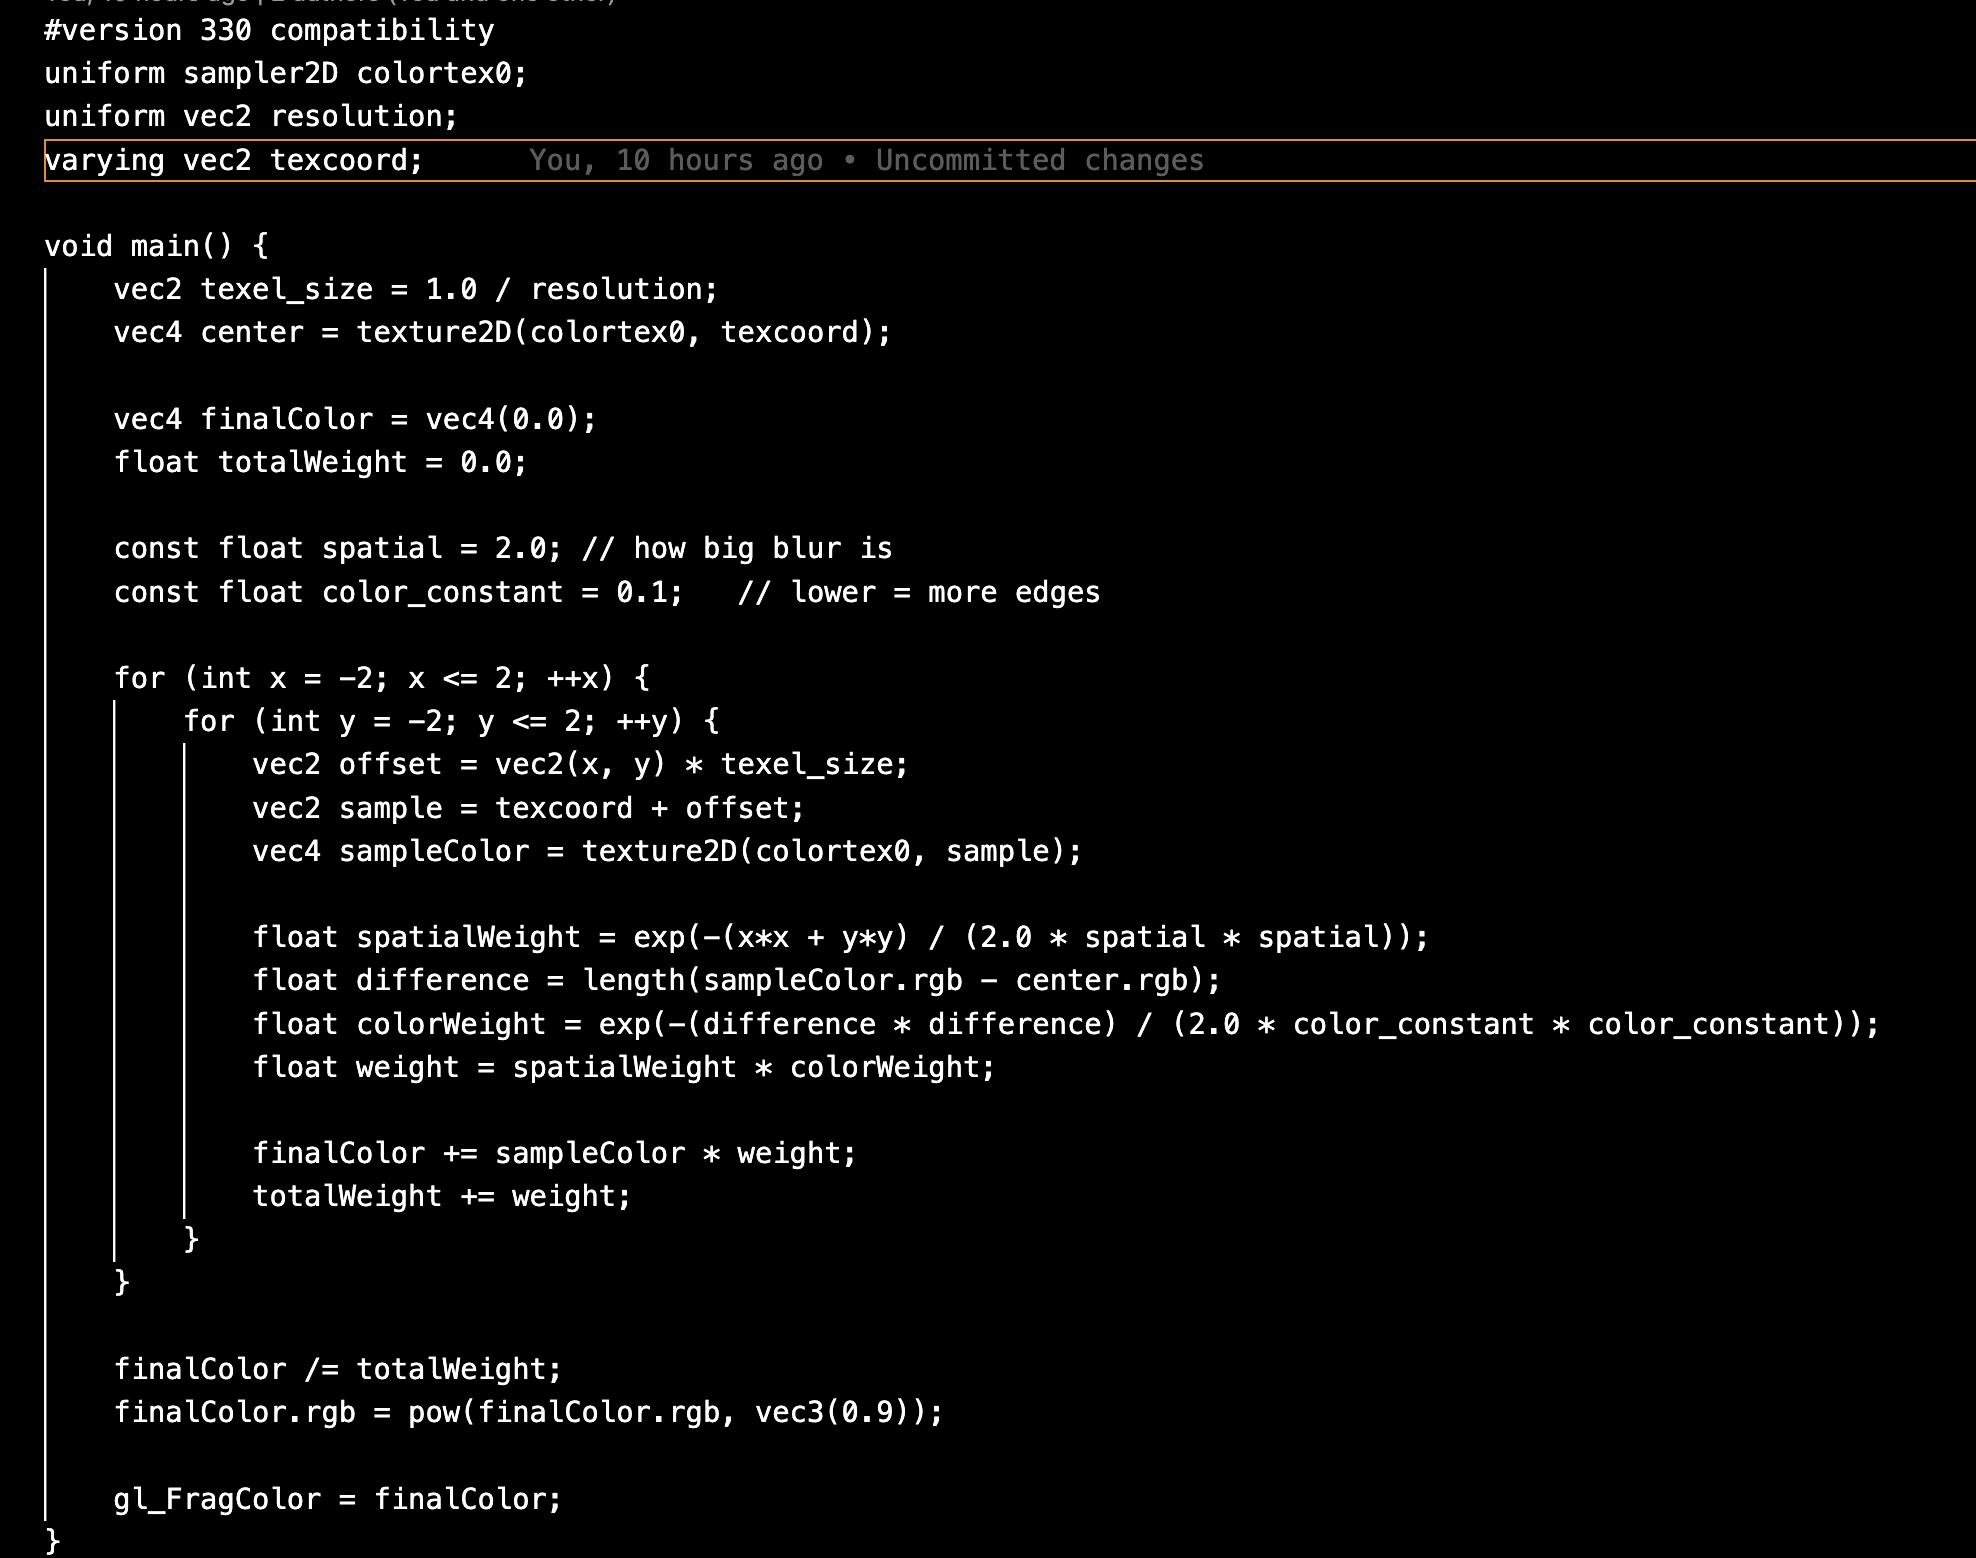 #version 330 compatibility
uniform sampler2D colortex0;
uniform vec2 resolution;
varying vec2 texcoord;      You, 10 hours ago • Uncommitted changes

void main() {
    vec2 texel_size = 1.0 / resolution;
    vec4 center = texture2D(colortex0, texcoord);

    vec4 finalColor = vec4(0.0);
    float totalWeight = 0.0;

    const float spatial = 2.0; // how big blur is
    const float color_constant = 0.1;   // lower = more edges

    for (int x = -2; x <= 2; ++x) {
        for (int y = -2; y <= 2; ++y) {
            vec2 offset = vec2(x, y) * texel_size;
            vec2 sample = texcoord + offset;
            vec4 sampleColor = texture2D(colortex0, sample);

            float spatialWeight = exp(-(x*x + y*y) / (2.0 * spatial * spatial));
            float difference = length(sampleColor.rgb - center.rgb);
            float colorWeight = exp(-(difference * difference) / (2.0 * color_constant * color_constant));
            float weight = spatialWeight * colorWeight;

            finalColor += sampleColor * weight;
            totalWeight += weight;
        }
    }

    finalColor /= totalWeight;
    finalColor.rgb = pow(finalColor.rgb, vec3(0.9));

    gl_FragColor = finalColor;
}